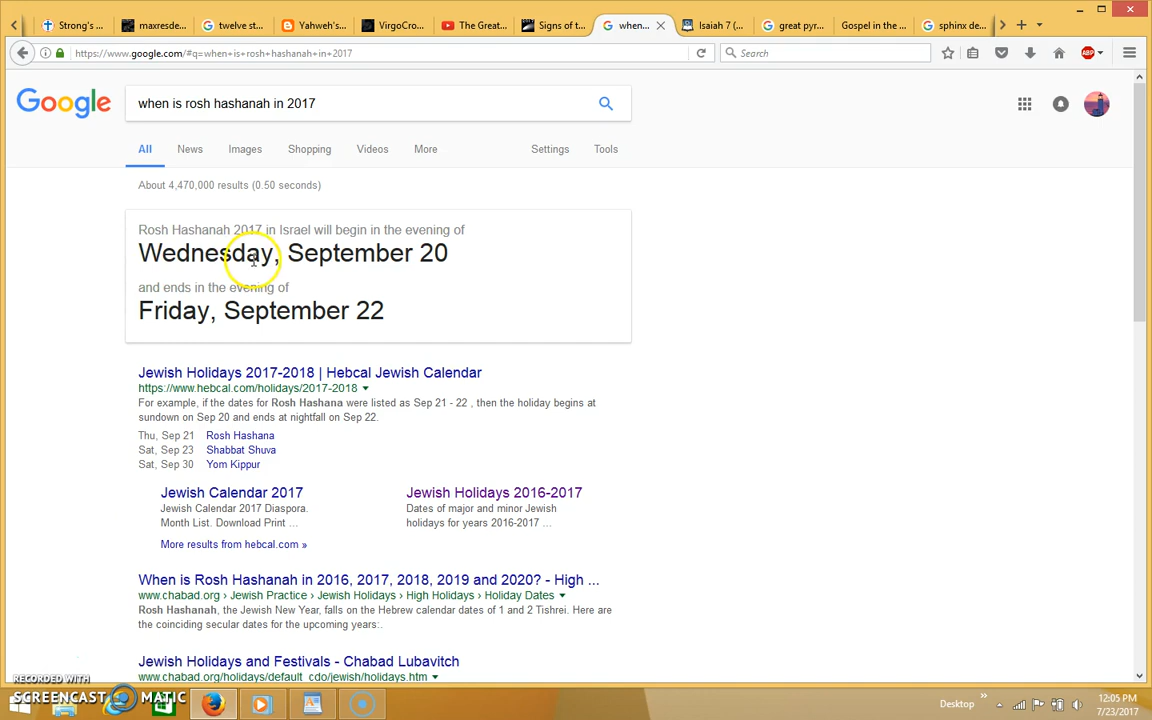 Strong's ...
maxresde...
twelve st...
Yahweh's...
VirgoCro...
The Great...
Signs of t...
when...
Isaiah 7 (...
great pyr...
Gospel in the ...
sphinx de...
https://www.google.com/#q=when+is+rosh+hashanah+in+2017
Search
ABP
Google
when is rosh hashanah in 2017
All News Images Shopping Videos More Settings Tools
About 4,470,000 results (0.50 seconds)
Rosh Hashanah 2017 in Israel will begin in the evening of
Wednesday, September 20
and ends in the evening of
Friday, September 22
Jewish Holidays 2017-2018 | Hebcal Jewish Calendar
https://www.hebcal.com/holidays/2017-2018
For example, if the dates for Rosh Hashana were listed as Sep 21 - 22 , then the holiday begins at
sundown on Sep 20 and ends at nightfall on Sep 22.
Thu, Sep 21 Rosh Hashana
Sat, Sep 23 Shabbat Shuva
Sat, Sep 30 Yom Kippur
Jewish Calendar 2017 Jewish Holidays 2016-2017
Jewish Calendar 2017 Diaspora. Dates of major and minor Jewish
Month List. Download Print ... holidays for years 2016-2017 ...
More results from hebcal.com »
When is Rosh Hashanah in 2016, 2017, 2018, 2019 and 2020? - High ...
www.chabad.org › Jewish Practice › Jewish Holidays › High Holidays › Holiday Dates
Rosh Hashanah, the Jewish New Year, falls on the Hebrew calendar dates of 1 and 2 Tishrei. Here are
the coinciding secular dates for the upcoming years:.
Jewish Holidays and Festivals - Chabad Lubavitch
www.chabad.org/holidays/default_cdo/jewish/holidays.htm
RECORDED WITH
SCREENCAST MATIC
Desktop
12:05 PM
7/23/2017